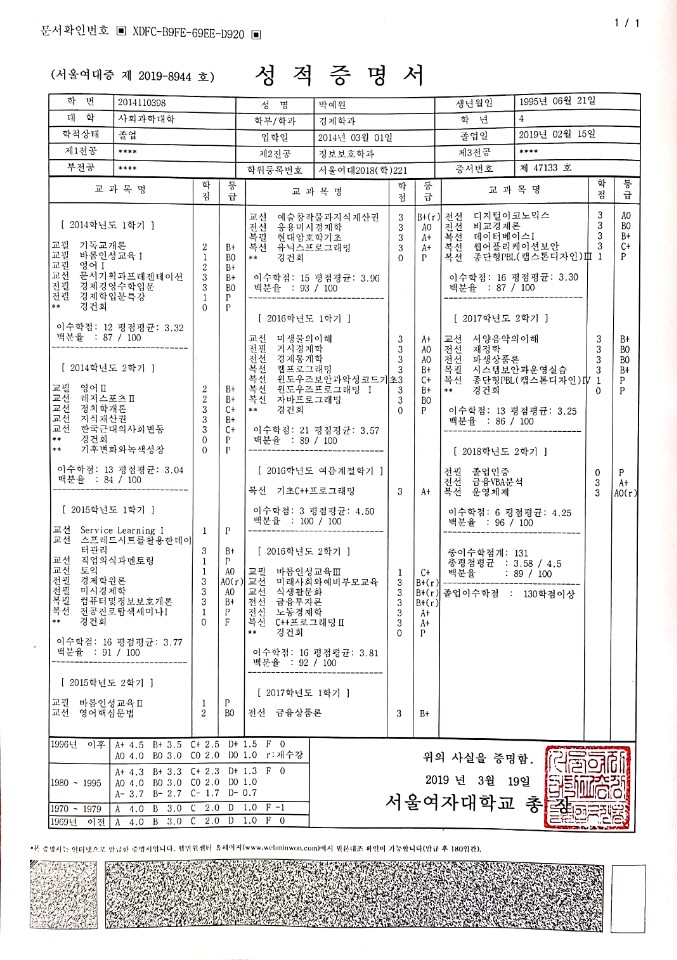 1 / 1
문서확인번호 ▣ XDFC-B9FE-69EE-D920 ▣
(서울여대증 제 2019-8944 호) 성적증명서
학 번 2014110398 성 명 박예원 생년월일 1995년 06월 21일
대 학 사회과학대학 학부/학과 경제학과 학 년 4
학적상태 졸업 입학일 2014년 03월 01일 졸업일 2019년 02월 15일
제1전공 **** 제2전공 정보보호학과 제3전공 ****
부전공 **** 학위등록번호 서울여대2018(학)221 증서번호 제 47133 호
교 과 목 명 학점 등급
[ 2014학년도 1학기 ]
교필 기독교개론 2 B+
교필 바롬인성교육Ⅰ 1 B0
교필 영어Ⅰ 2 B+
교선 문서기획과프레젠테이션 3 B+
전필 경제경영수학입문 3 B0
전필 경제학입문특강 1 P
** 경건회 0 P
이수학점: 12 평점평균: 3.32
백분율 : 87 / 100
[ 2014학년도 2학기 ]
교필 영어Ⅱ 2 B+
교선 레저스포츠Ⅱ 2 B+
교선 정치학개론 3 C+
교선 지식재산권 3 B+
교선 한국근대의사회변동 3 C+
** 경건회 0 P
** 기후변화와녹색성장 0 P
이수학점: 13 평점평균: 3.04
백분율 : 84 / 100
[ 2015학년도 1학기 ]
교선 Service Learning I 1 P
교선 스프레드시트를활용한데이
터관리 3 B+
교선 직업의식과멘토링 1 P
교선 토익 1 A0
전필 경제학원론 3 A0(r)
전필 미시경제학 3 A0
복필 컴퓨터및정보보호개론 3 B+
복선 전공진로탐색세미나Ⅰ 1 P
** 경건회 0 F
이수학점: 16 평점평균: 3.77
백분율 : 91 / 100
[ 2015학년도 2학기 ]
교필 바롬인성교육Ⅱ 1 P
교선 영어핵심문법 2 B0
교 과 목 명 학점 등급
교선 예술창작물과지식재산권 3 B+(r)
전선 응용미시경제학 3 A0
복필 현대암호학기초 3 A+
복선 유닉스프로그래밍 3 A+
** 경건회 0 P
이수학점: 15 평점평균: 3.96
백분율 : 93 / 100
[ 2016학년도 1학기 ]
교선 미생물의이해 3 A+
전필 거시경제학 3 A0
전선 경제통계학 3 A0
복선 웹프로그래밍 3 B+
복선 윈도우즈보안과악성코드기초 3 C+
복선 윈도우즈프로그래밍 Ⅰ 3 B+
복선 자바프로그래밍 3 B0
** 경건회 0 P
이수학점: 21 평점평균: 3.57
백분율 : 89 / 100
[ 2016학년도 여름계절학기 ]
복선 기초C++프로그래밍 3 A+
이수학점: 3 평점평균: 4.50
백분율 : 100 / 100
[ 2016학년도 2학기 ]
교필 바롬인성교육Ⅲ 1 C+
교선 미래사회와예비부모교육 3 B+(r)
교선 식생활문화 3 B+(r)
전선 금융투자론 3 B+(r)
전선 노동경제학 3 A+
복선 C++프로그래밍Ⅱ 3 A+
** 경건회 0 P
이수학점: 16 평점평균: 3.81
백분율 : 92 / 100
[ 2017학년도 1학기 ]
전선 금융상품론 3 B+
교 과 목 명 학점 등급
전선 디지털이코노믹스 3 A0
전선 비교경제론 3 B0
복선 데이터베이스Ⅰ 3 B+
복선 웹어플리케이션보안 3 C+
복선 종단형PBL(캡스톤디자인)Ⅲ 1 P
이수학점: 16 평점평균: 3.30
백분율 : 87 / 100
[ 2017학년도 2학기 ]
교선 서양음악의이해 3 B+
전선 재정학 3 B0
전선 파생상품론 3 B0
복필 시스템보안과운영실습 3 B+
복선 종단형PBL(캡스톤디자인)Ⅳ 1 P
** 경건회 0 P
이수학점: 13 평점평균: 3.25
백분율 : 86 / 100
[ 2018학년도 2학기 ]
전필 졸업인증 0 P
전선 금융VBA분석 3 A+
복선 운영체제 3 A0(r)
이수학점: 6 평점평균: 4.25
백분율 : 96 / 100
총이수학점계: 131
총평점평균 : 3.58 / 4.5
백분율 : 89 / 100
졸업이수학점 : 130학점이상
1996년 이후 A+ 4.5 B+ 3.5 C+ 2.5 D+ 1.5 F 0
A0 4.0 B0 3.0 C0 2.0 D0 1.0 r:재수강
1980 ~ 1995 A+ 4.3 B+ 3.3 C+ 2.3 D+ 1.3 F 0
A0 4.0 B0 3.0 C0 2.0 D0 1.0
A- 3.7 B- 2.7 C- 1.7 D- 0.7
1970 ~ 1979 A 4.0 B 3.0 C 2.0 D 1.0 F -1
1969년 이전 A 4.0 B 3.0 C 2.0 D 1.0 F 0
위의 사실을 증명함.
2019 년 3월 19일
서울여자대학교 총 장
*본 증명서는 인터넷으로 발급된 증명서입니다. 웹민원센터 홈페이지(www.webminwon.com)에서 원본대조 확인이 가능합니다(발급 후 180일간).